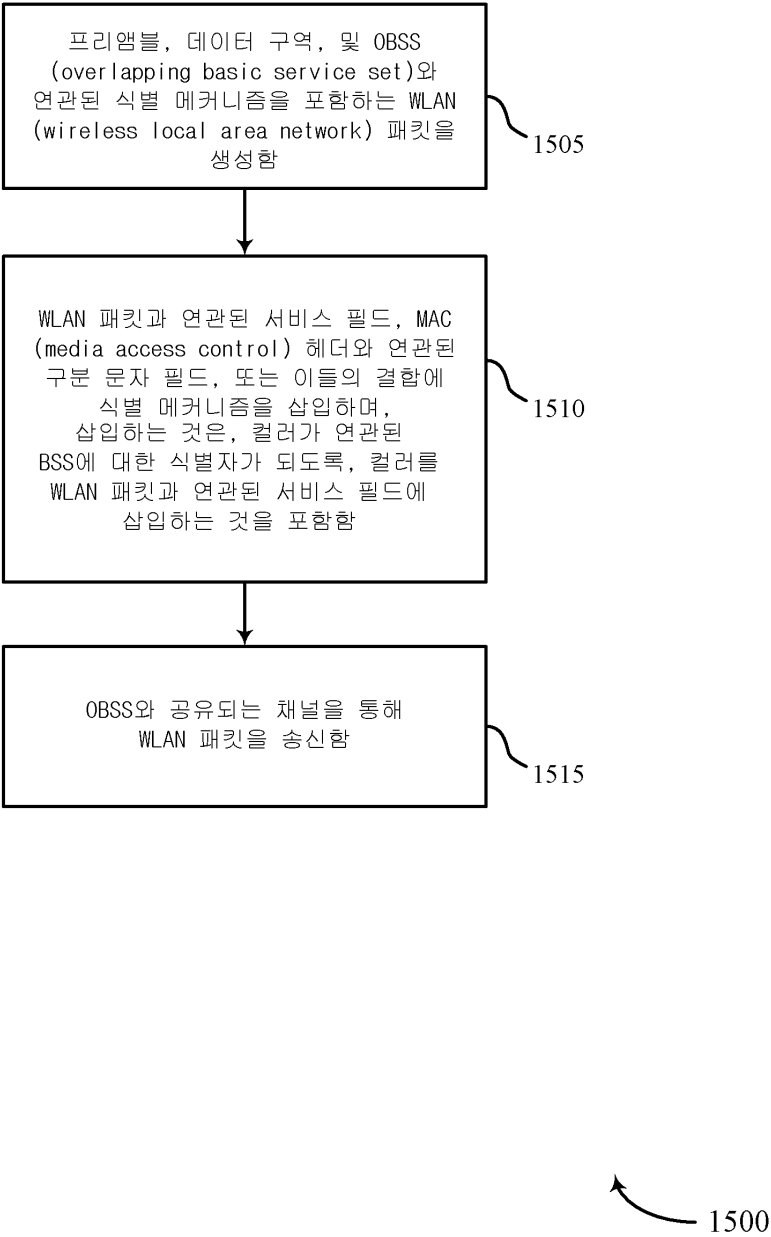 프리앰블, 데이터 구역, 및 OBSS
(overlapping basic service set)와
연관된 식별 메커니즘을 포함하는 WLAN
(wireless local area network) 패킷을
생성함
1505
WLAN 패킷과 연관된 서비스 필드, MAC
(media access control) 헤더와 연관된
구분 문자 필드, 또는 이들의 결합에
식별 메커니즘을 삽입하며,
삽입하는 것은, 컬러가 연관된
BSS에 대한 식별자가 되도록, 컬러를
WLAN 패킷과 연관된 서비스 필드에
삽입하는 것을 포함함
1510
OBSS와 공유되는 채널을 통해
WLAN 패킷을 송신함
1515
1500